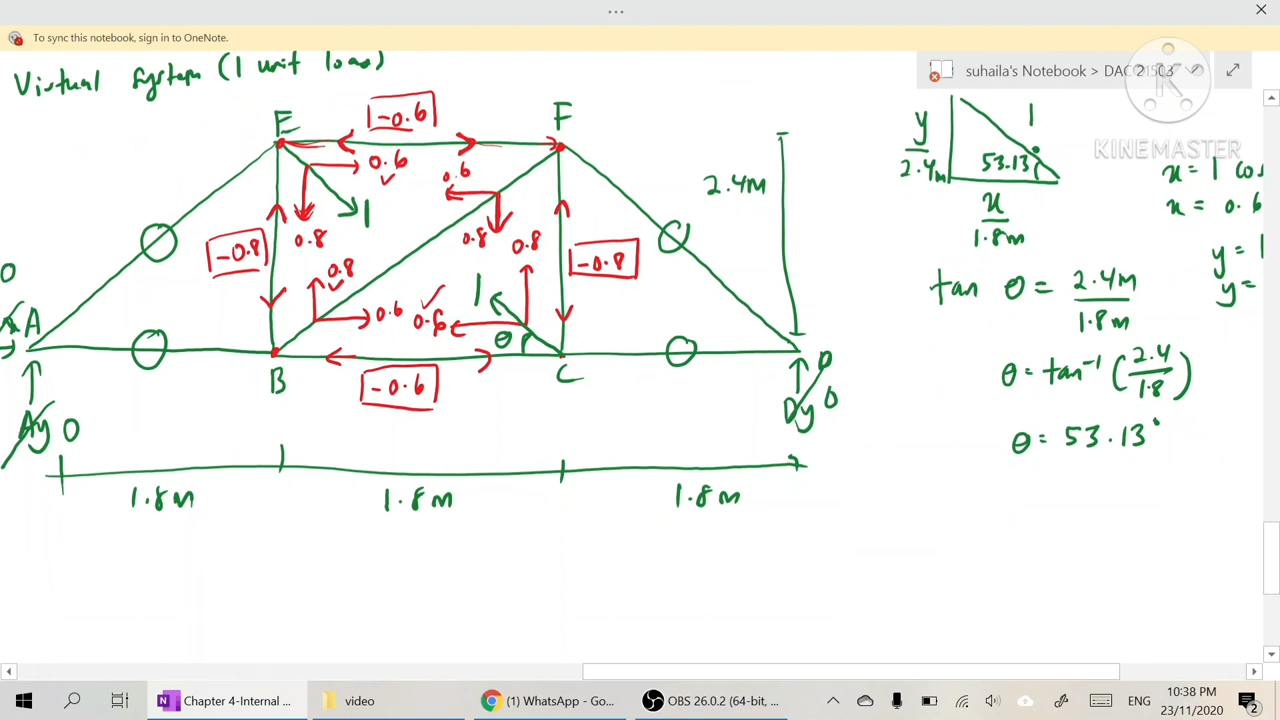 To sync this notebook, sign in to OneNote.
suhaila's Notebook > DAC 21503
KINEMASTER
Virtual System (1 unit load)
E
-0.6
F
0.6
0.6
1
0.8
0.8
0.8
-0.8
-0.8
0.8
0.6
0.6
1
θ
-0.6
0
A
B
C
D
Ay 0
Dy 0
2.4m
1.8m
1.8m
1.8m
y
2.4m
1
53.13
x
1.8m
x = 1 cos
x = 0.6
y = 1
y =
tan θ = 2.4m
1.8m
θ = tan⁻¹ (2.4
1.8)
θ = 53.13°
Chapter 4-Internal ...
video
(1) WhatsApp - Go...
OBS 26.0.2 (64-bit, ...
ENG
10:38 PM
23/11/2020
2